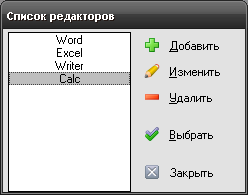 Список редакторов
Word
Excel
Writer
Calc
Добавить
Изменить
Удалить
Выбрать
Закрыть